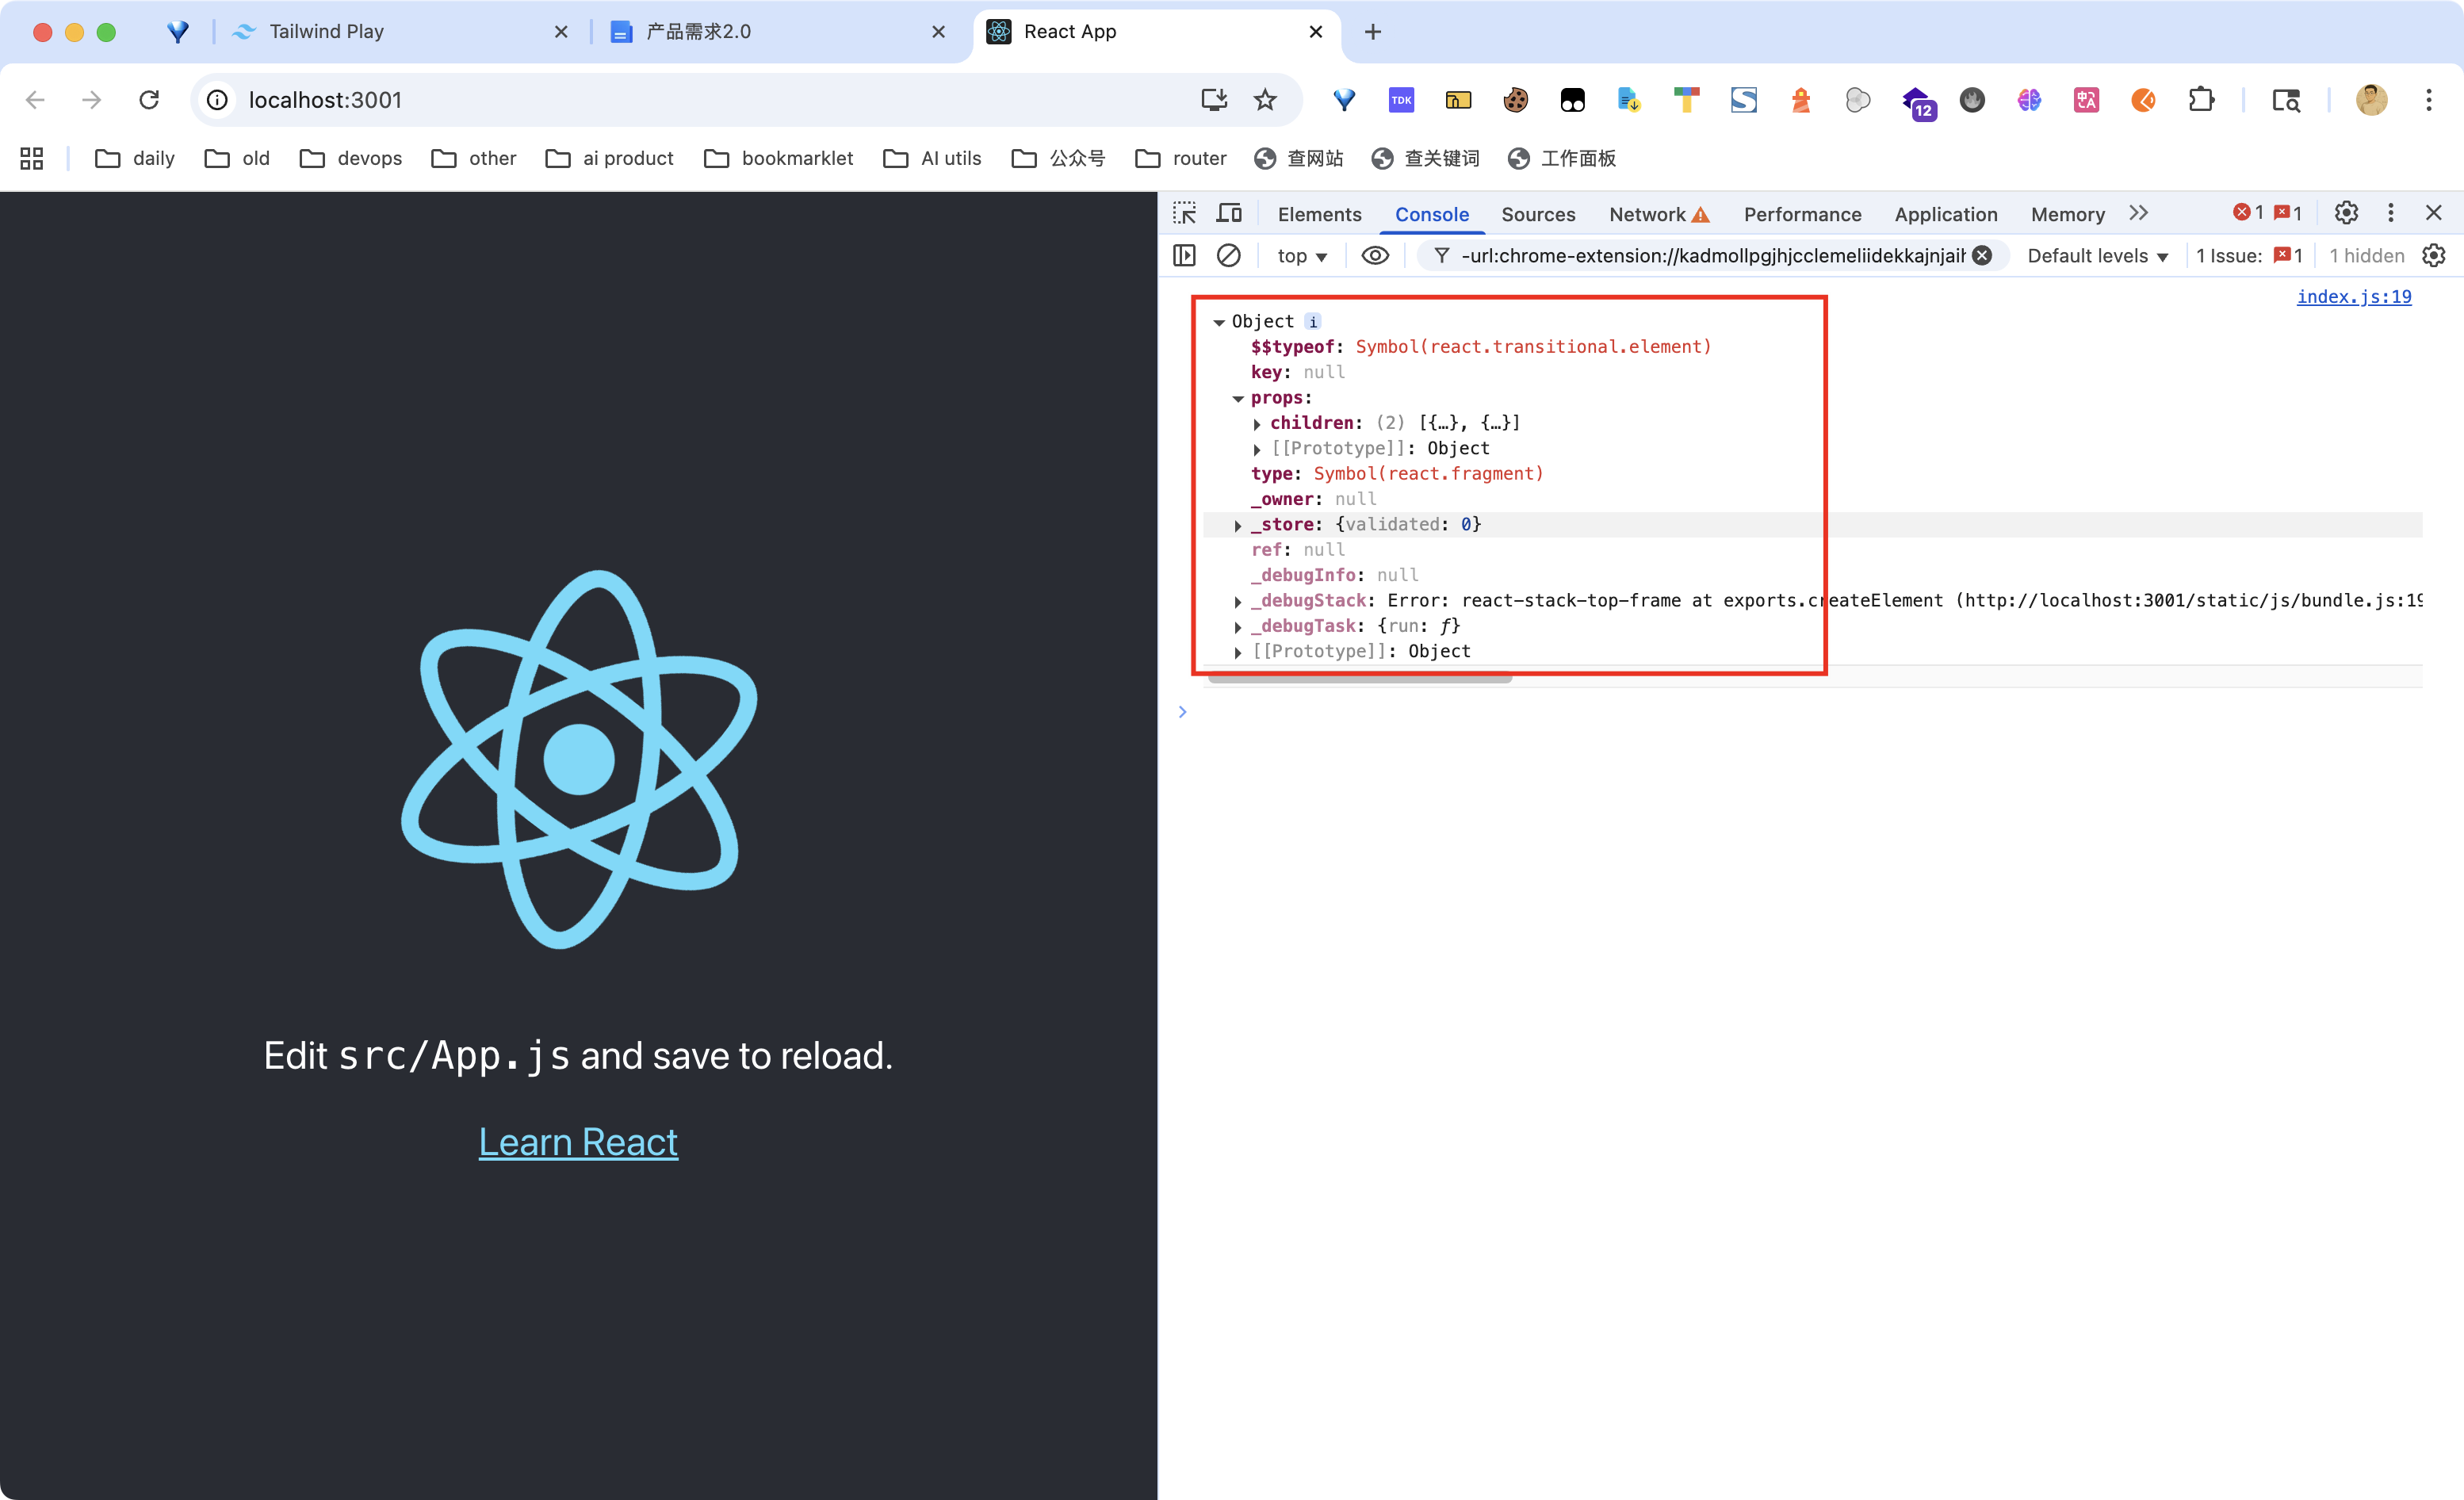 Tailwind Play
产品需求2.0
React App
localhost:3001
TDK
12
daily
old
devops
other
ai product
bookmarklet
AI utils
公众号
router
查网站
查关键词
工作面板
Elements
Console
Sources
Network
Performance
Application
Memory
1
1
top
-url:chrome-extension://kadmollpgjhjcclemeliidekkajnjaih
Default levels
1 Issue:
1
1 hidden
index.js:19
Object i
$$typeof: Symbol(react.transitional.element)
key: null
props:
children: (2) [{…}, {…}]
[[Prototype]]: Object
type: Symbol(react.fragment)
_owner: null
_store: {validated: 0}
ref: null
_debugInfo: null
_debugStack: Error: react-stack-top-frame at exports.createElement (http://localhost:3001/static/js/bundle.js:19
_debugTask: {run: ƒ}
[[Prototype]]: Object
Edit src/App.js and save to reload.
Learn React